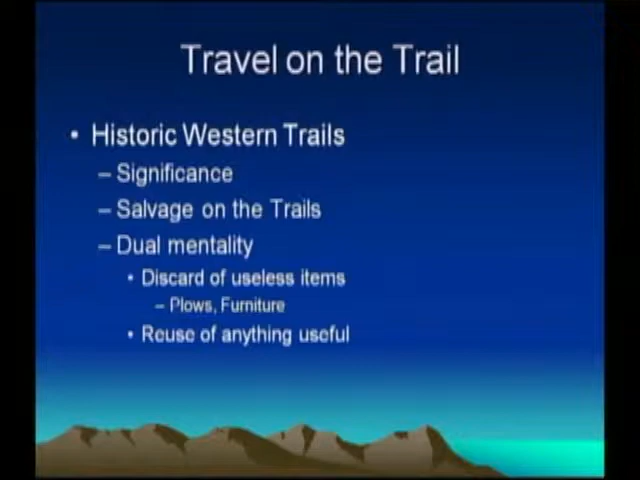 Travel on the Trail
• Historic Western Trails
– Significance
– Salvage on the Trails
– Dual mentality
• Discard of useless items
– Plows, Furniture
• Reuse of anything useful